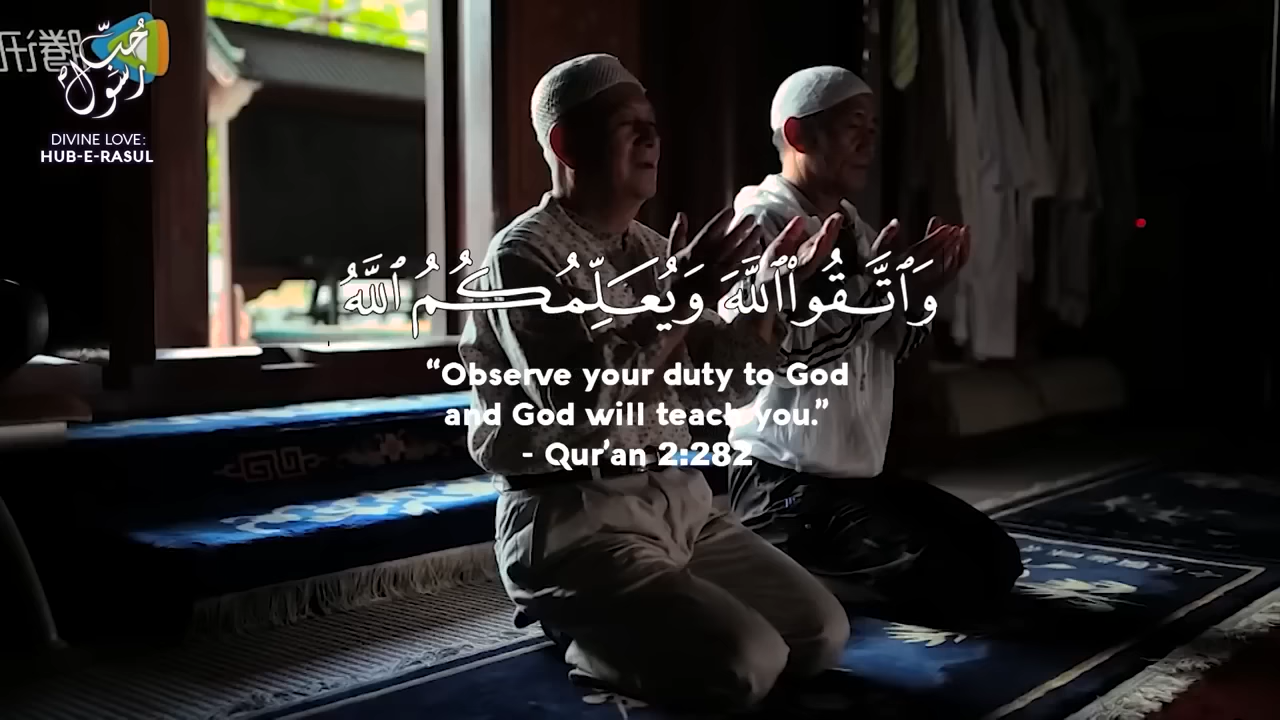 حُبِّ
رَسُول
DIVINE LOVE:
HUB-E-RASUL
وَٱتَّقُوا۟ ٱللَّهَ وَيُعَلِّمُكُمُ ٱللَّهُ
“Observe your duty to God
and God will teach you.”
- Qur’an 2:282